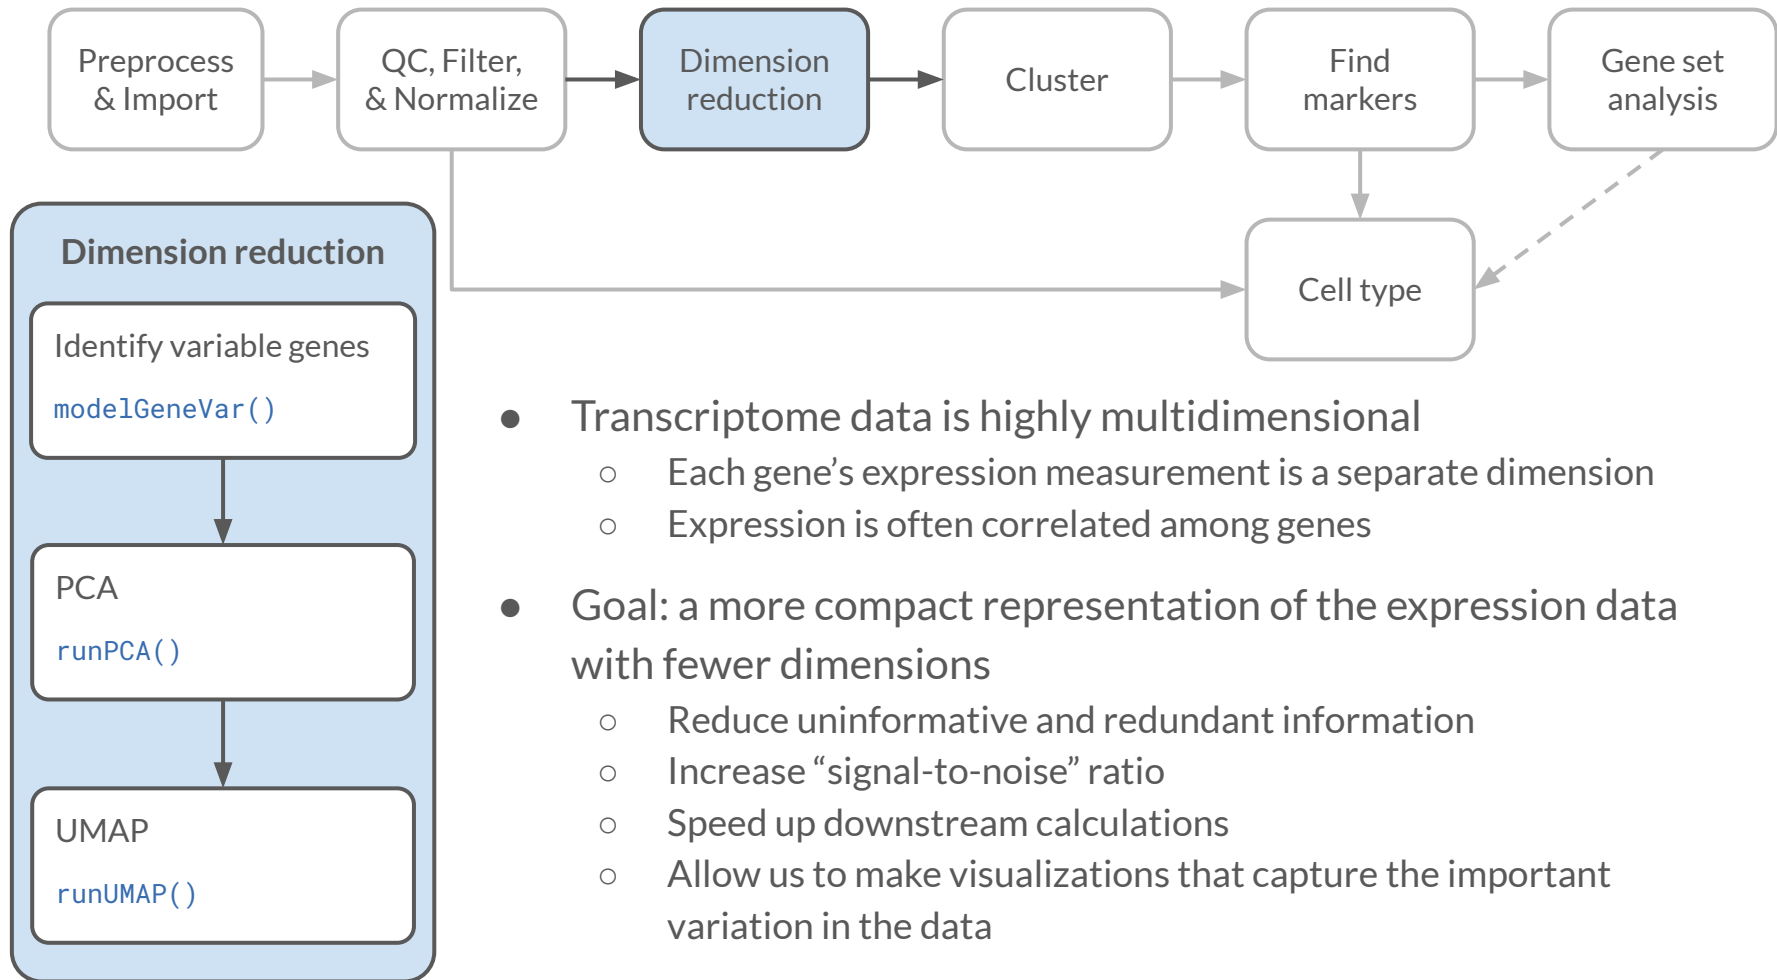 Preprocess
& Import
QC, Filter,
& Normalize
Dimension
reduction
Cluster
Find
markers
Gene set
analysis
Cell type
Dimension reduction
Identify variable genes
modelGeneVar()
PCA
runPCA()
UMAP
runUMAP()
● Transcriptome data is highly multidimensional
○ Each gene’s expression measurement is a separate dimension
○ Expression is often correlated among genes
● Goal: a more compact representation of the expression data
with fewer dimensions
○ Reduce uninformative and redundant information
○ Increase “signal-to-noise” ratio
○ Speed up downstream calculations
○ Allow us to make visualizations that capture the important
variation in the data